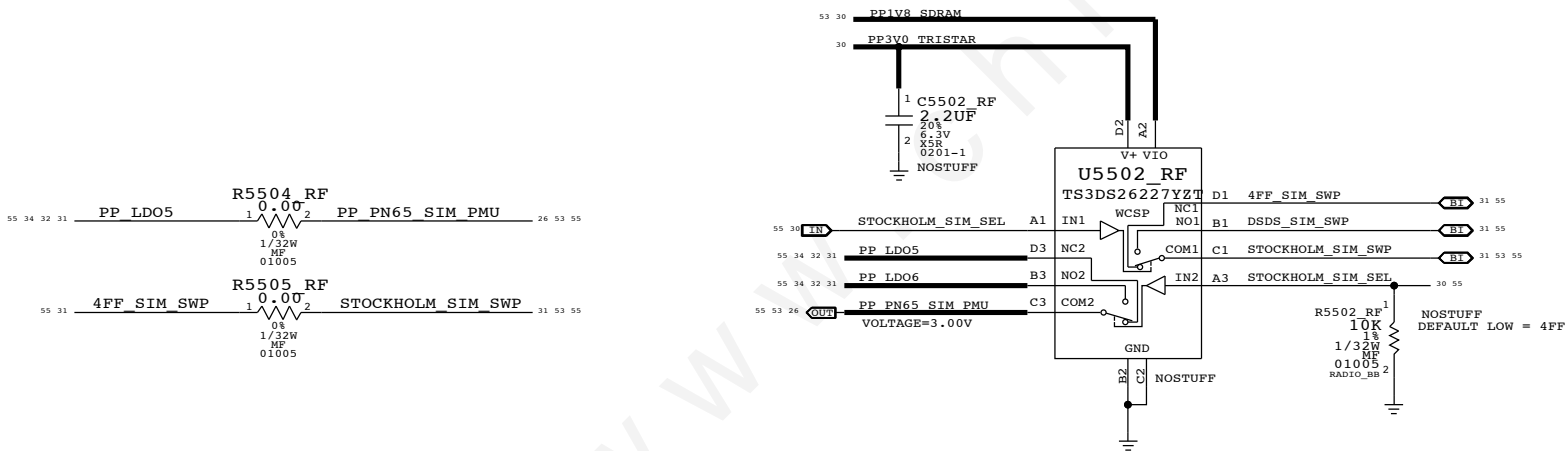 53 30 PP1V8_SDRAM
30 PP3V0_TRISTAR
1 C5502_RF
2.2UF
20%
6.3V
2 X5R
0201-1
NOSTUFF
D2 A2
V+ VIO
U5502_RF
TS3DS26227YZT
WCSP
55 30 IN STOCKHOLM_SIM_SEL A1 IN1
55 34 32 31 PP_LDO5 D3 NC2
55 34 32 31 PP_LDO6 B3 NO2
55 53 26 OUT PP_PN65_SIM_PMU C3 COM2
VOLTAGE=3.00V
NC1 D1 4FF_SIM_SWP BI 31 55
NO1 B1 DSDS_SIM_SWP BI 31 55
COM1 C1 STOCKHOLM_SIM_SWP BI 31 53 55
IN2 A3 STOCKHOLM_SIM_SEL 30 55
GND
B2 C2
NOSTUFF
R5502_RF 1
10K
1%
1/32W
MF
01005 2
RADIO_BB
NOSTUFF
DEFAULT LOW = 4FF
R5504_RF
0.00
55 34 32 31 PP_LDO5 1 2 PP_PN65_SIM_PMU 26 53 55
0%
1/32W
MF
01005
R5505_RF
0.00
55 31 4FF_SIM_SWP 1 2 STOCKHOLM_SIM_SWP 31 53 55
0%
1/32W
MF
01005